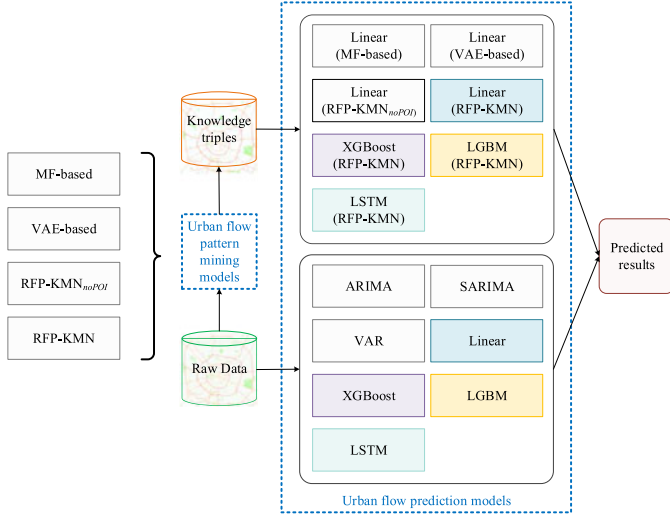 MF-based
VAE-based
RFP-KMN_noPOI
RFP-KMN
Knowledge
triples
Urban flow
pattern
mining
models
Raw Data
Linear
(MF-based)
Linear
(VAE-based)
Linear
(RFP-KMN_noPOI)
Linear
(RFP-KMN)
XGBoost
(RFP-KMN)
LGBM
(RFP-KMN)
LSTM
(RFP-KMN)
ARIMA
SARIMA
VAR
Linear
XGBoost
LGBM
LSTM
Urban flow prediction models
Predicted
results